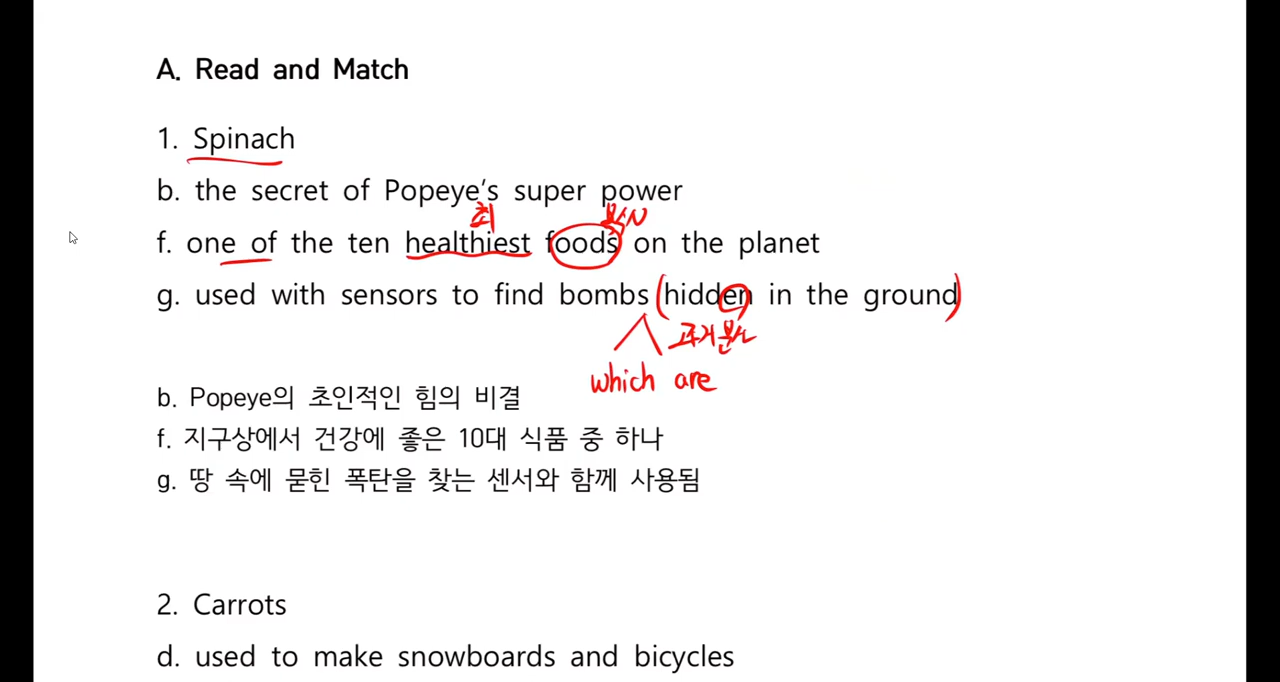 A. Read and Match
1. Spinach
b. the secret of Popeye's super power
최 복수N
f. one of the ten healthiest foods on the planet
g. used with sensors to find bombs (hidden in the ground)
과거분사
which are
b. Popeye의 초인적인 힘의 비결
f. 지구상에서 건강에 좋은 10대 식품 중 하나
g. 땅 속에 묻힌 폭탄을 찾는 센서와 함께 사용됨
2. Carrots
d. used to make snowboards and bicycles